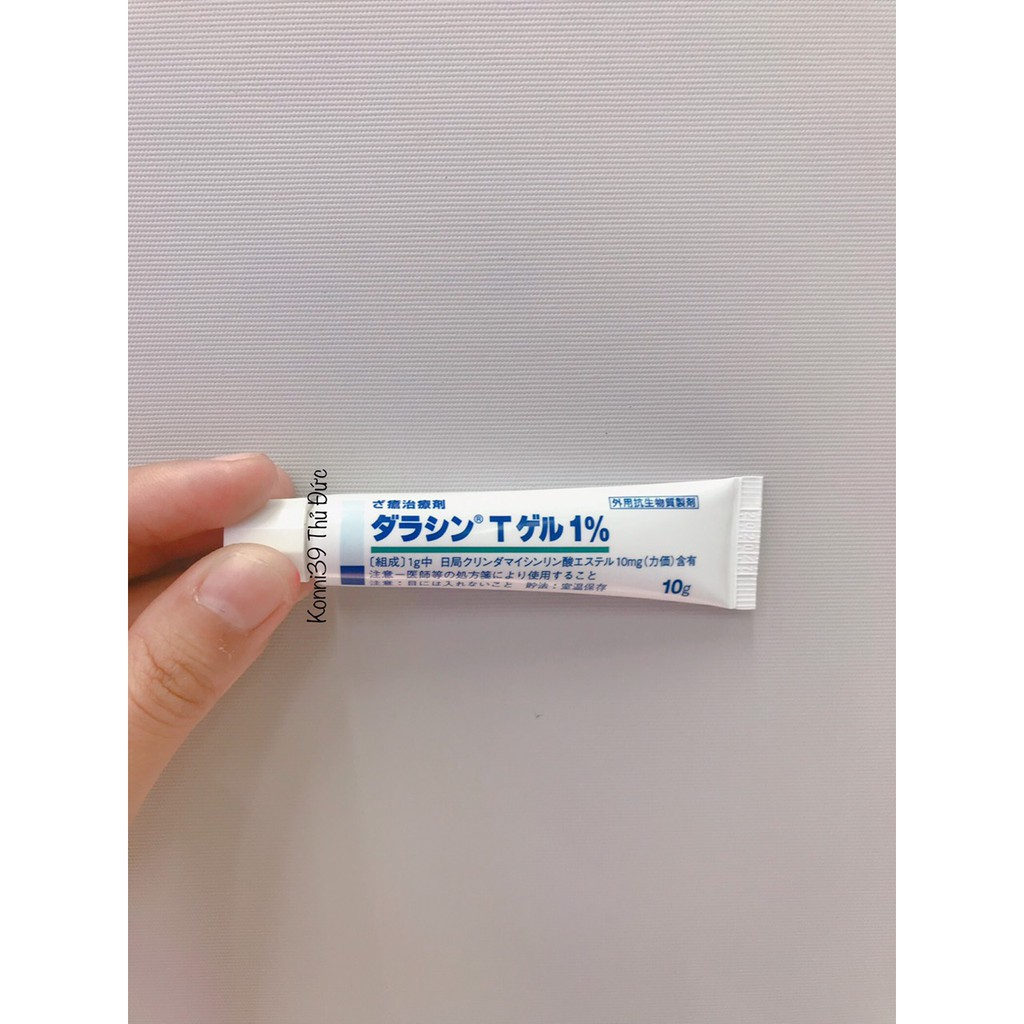 ざ瘡治療剤
外用抗生物質製剤
ダラシン® Tゲル 1%
〔組成〕1g中 日局クリンダマイシンリン酸エステル10mg(力価)含有
注意−医師等の処方箋により使用すること
注意:目には入れないこと 貯法:室温保存
10g
Konni39 Thủ Đức